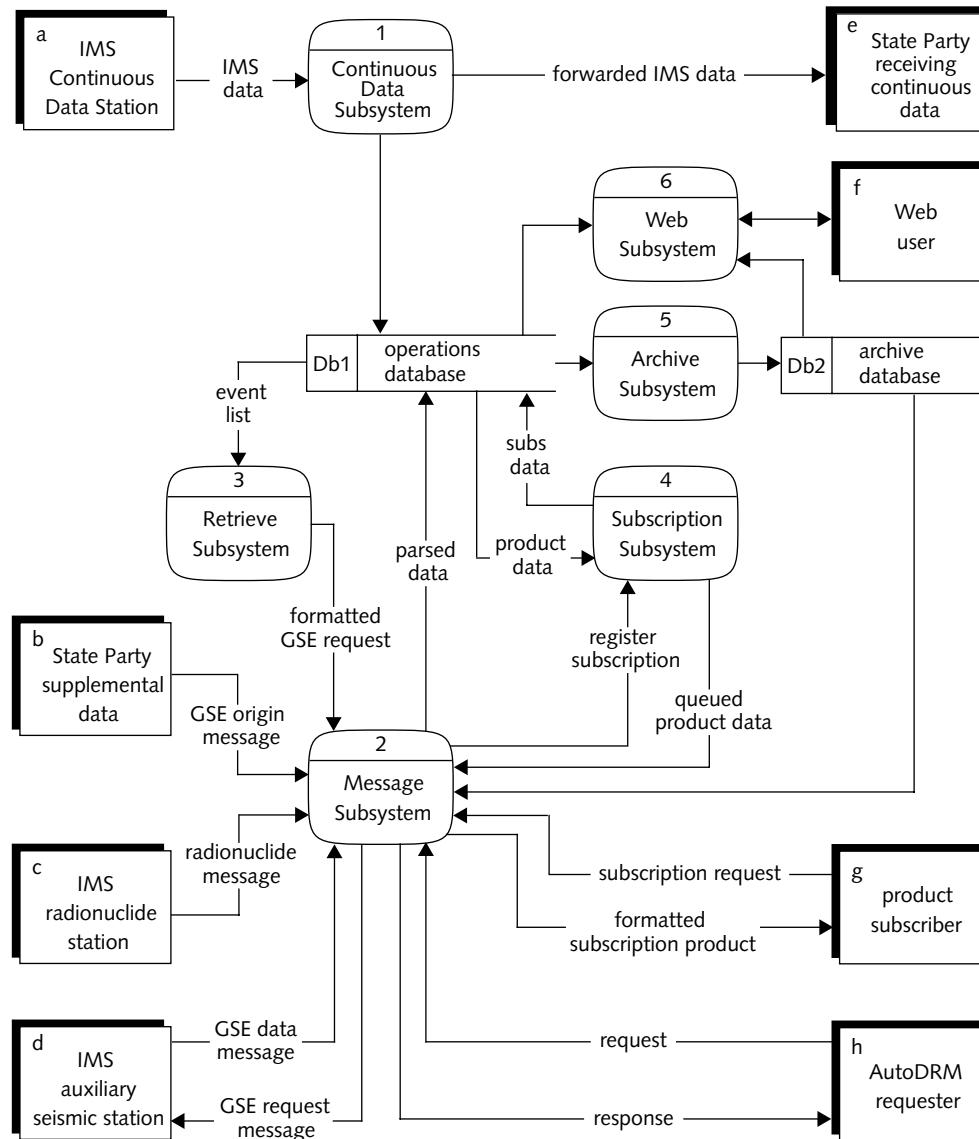 a
IMS
Continuous
Data Station
IMS
data
1
Continuous
Data
Subsystem
forwarded IMS data
e
State Party
receiving
continuous
data
6
Web
Subsystem
f
Web
user
Db1
operations
database
5
Archive
Subsystem
Db2
archive
database
event
list
subs
data
3
Retrieve
Subsystem
4
Subscription
Subsystem
parsed
data
product
data
formatted
GSE request
register
subscription
b
State Party
supplemental
data
GSE origin
message
queued
product data
2
Message
Subsystem
radionuclide
message
c
IMS
radionuclide
station
subscription request
g
product
subscriber
formatted
subscription product
d
IMS
auxiliary
seismic station
GSE data
message
request
h
AutoDRM
requester
GSE request
message
response